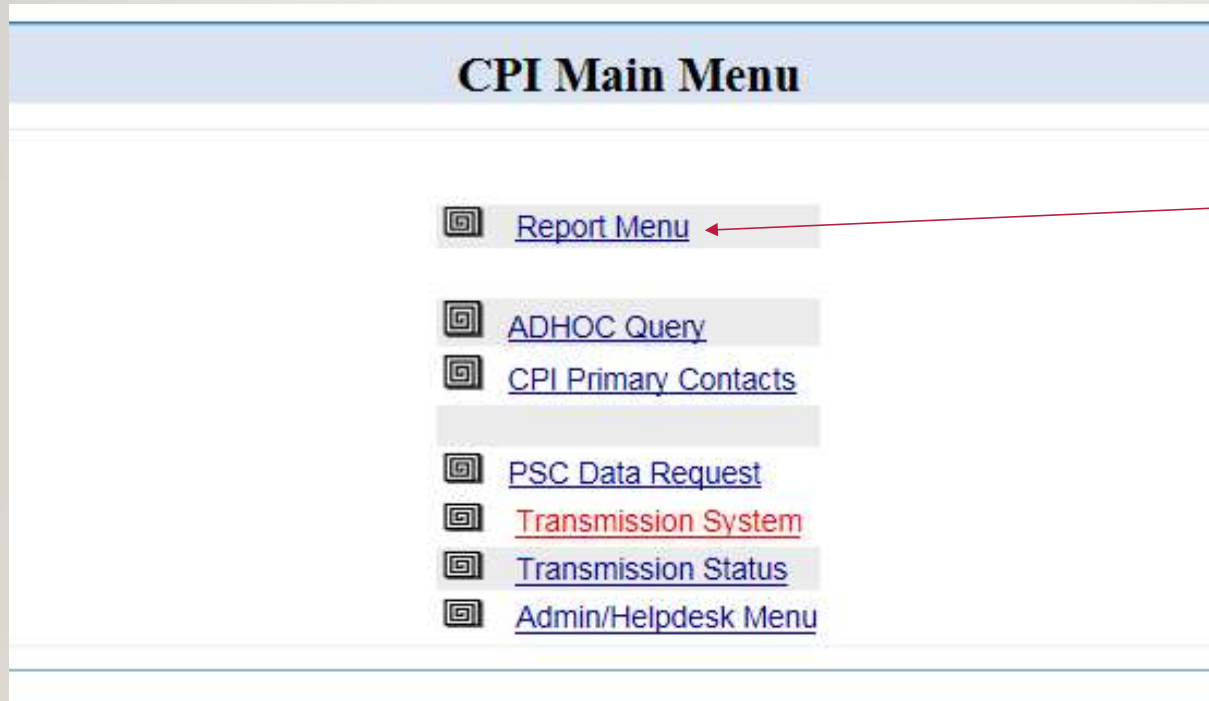 CPI Main Menu
Report Menu
ADHOC Query
CPI Primary Contacts
PSC Data Request
Transmission System
Transmission Status
Admin/Helpdesk Menu